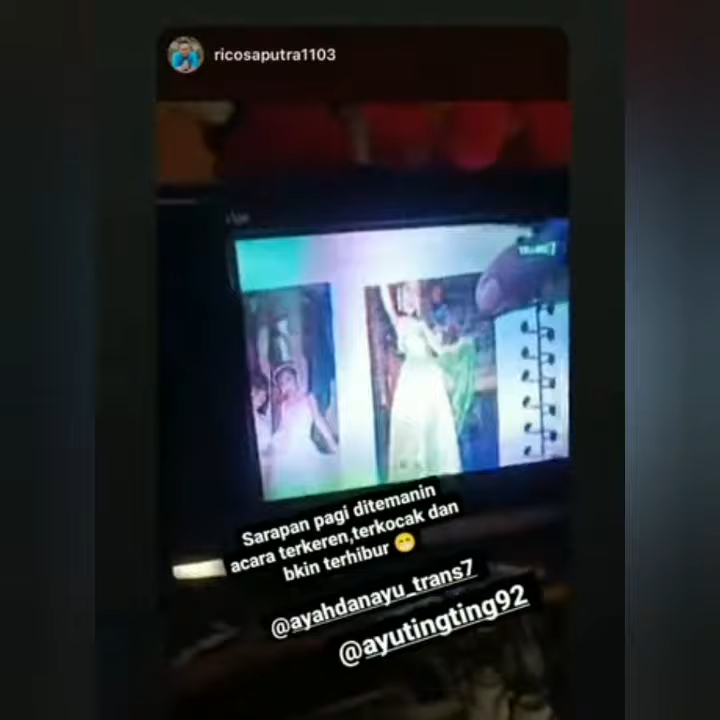 ricosaputra1103
TRANS7
Sarapan pagi ditemanin
acara terkeren,terkocak dan
bkin terhibur 😁
@ayahdanayu_trans7
@ayutingting92